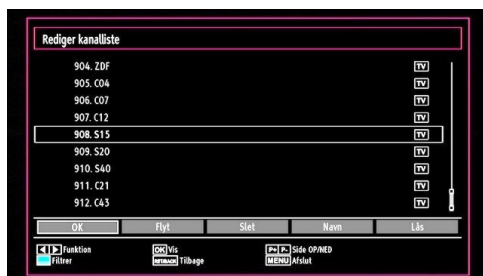 Rediger kanalliste
904. ZDF TV
905. C04 TV
906. C07 TV
907. C12 TV
908. S15 TV
909. S20 TV
910. S40 TV
911. C21 TV
912. C43 TV
OK Flyt Slet Navn Lås
Funktion OK Vis P+ P- Side OP/NED
Filtrer RET/BACK Tilbage MENU Afslut